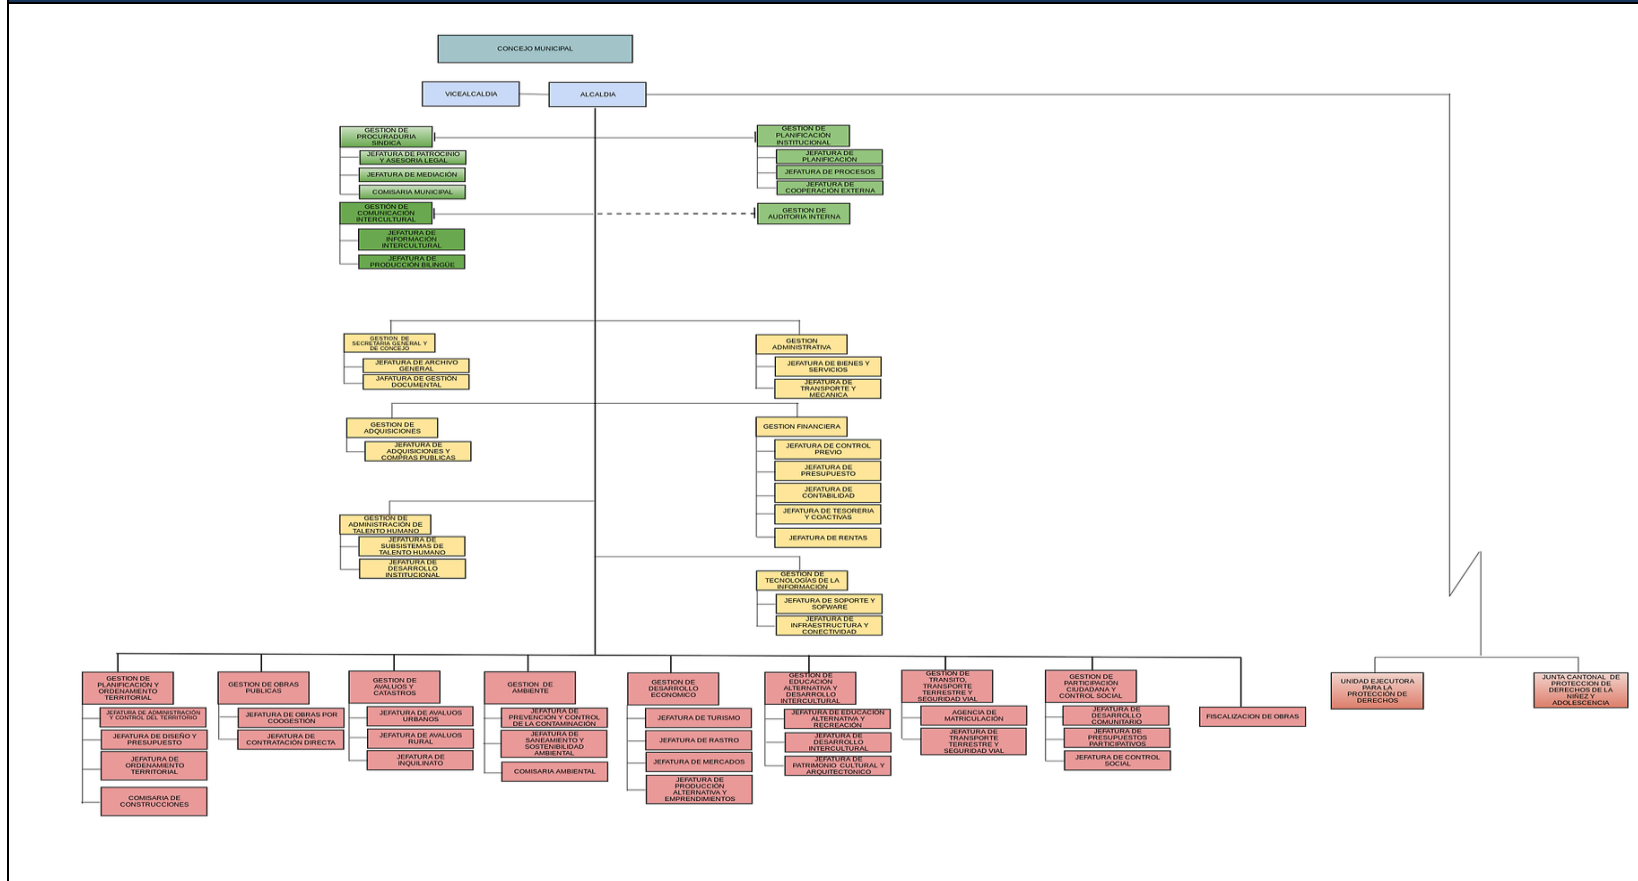 CONCEJO MUNICIPAL
VICEALCALDIA
ALCALDIA
GESTION DE
PROCURADURIA
SINDICA
JEFATURA DE PATROCINIO
Y ASESORIA LEGAL
JEFATURA DE MEDIACIÓN
COMISARIA MUNICIPAL
GESTIÓN DE
COMUNICACIÓN
INTERCULTURAL
JEFATURA DE
INFORMACIÓN
INTERCULTURAL
JEFATURA DE
PRODUCCIÓN BILINGÜE
GESTION DE
PLANIFICACIÓN
INSTITUCIONAL
JEFATURA DE
PLANIFICACIÓN
JEFATURA DE PROCESOS
JEFATURA DE
COOPERACIÓN EXTERNA
GESTION DE
AUDITORIA INTERNA
GESTION DE
SECRETARIA GENERAL Y
DE CONCEJO
JEFATURA DE ARCHIVO
GENERAL
JAFATURA DE GESTIÓN
DOCUMENTAL
GESTION
ADMINISTRATIVA
JEFATURA DE BIENES Y
SERVICIOS
JEFATURA DE
TRANSPORTE Y
MECANICA
GESTION DE
ADQUISICIONES
JEFATURA DE
ADQUISICIONES Y
COMPRAS PUBLICAS
GESTION FINANCIERA
JEFATURA DE CONTROL
PREVIO
JEFATURA DE
PRESUPUESTO
JEFATURA DE
CONTABILIDAD
JEFATURA DE TESORERIA
Y COACTIVAS
JEFATURA DE RENTAS
GESTION DE
ADMINISTRACIÓN DE
TALENTO HUMANO
JEFATURA DE
SUBSISTEMAS DE
TALENTO HUMANO
JEFATURA DE
DESARROLLO
INSTITUCIONAL
GESTION DE
TECNOLOGÍAS DE LA
INFORMACIÓN
JEFATURA DE SOPORTE Y
SOFWARE
JEFATURA DE
INFRAESTRUCTURA Y
CONECTIVIDAD
GESTION DE
PLANIFICACIÓN Y
ORDENAMIENTO
TERRITORIAL
JEFATURA DE ADMINISTRACIÓN
Y CONTROL DEL TERRITORIO
JEFATURA DE DISEÑO Y
PRESUPUESTO
JEFATURA DE
ORDENAMIENTO
TERRITORIAL
COMISARIA DE
CONSTRUCCIONES
GESTION DE OBRAS
PUBLICAS
JEFATURA DE OBRAS POR
COGESTIÓN
JEFATURA DE
CONTRATACIÓN DIRECTA
GESTION DE
AVALUOS Y
CATASTROS
JEFATURA DE AVALUOS
URBANOS
JEFATURA DE AVALUOS
RURAL
JEFATURA DE
INQUILINATO
GESTION DE
AMBIENTE
JEFATURA DE
PREVENCIÓN Y CONTROL
DE LA CONTAMINACIÓN
JEFATURA DE
SANEAMIENTO Y
SOSTENIBILIDAD
AMBIENTAL
COMISARIA AMBIENTAL
GESTION DE
DESARROLLO
ECONOMICO
JEFATURA DE TURISMO
JEFATURA DE RASTRO
JEFATURA DE MERCADOS
JEFATURA DE
PRODUCCIÓN
ALTERNATIVA Y
EMPRENDIMIENTOS
GESTION DE
EDUCACIÓN
ALTERNATIVA Y
DESARROLLO
INTERCULTURAL
JEFATURA DE EDUCACIÓN
ALTERNATIVA Y
RECREACIÓN
JEFATURA DE
DESARROLLO
INTERCULTURAL
JEFATURA DE
PATRIMONIO CULTURAL Y
ARQUITECTONICO
GESTION DE
TRANSITO,
TRANSPORTE
TERRESTRE Y
SEGURIDAD VIAL
AGENCIA DE
MATRICULACIÓN
JEFATURA DE
TRANSPORTE
TERRESTRE Y
SEGURIDAD VIAL
GESTION DE
PARTICIPACIÓN
CIUDADANA Y
CONTROL SOCIAL
JEFATURA DE
DESARROLLO
COMUNITARIO
JEFATURA DE
PRESUPUESTOS
PARTICIPATIVOS
JEFATURA DE CONTROL
SOCIAL
FISCALIZACION DE OBRAS
UNIDAD EJECUTORA
PARA LA
PROTECCIÓN DE
DERECHOS
JUNTA CANTONAL DE
PROTECCION DE
DERECHOS DE LA
NIÑEZ Y
ADOLESCENCIA